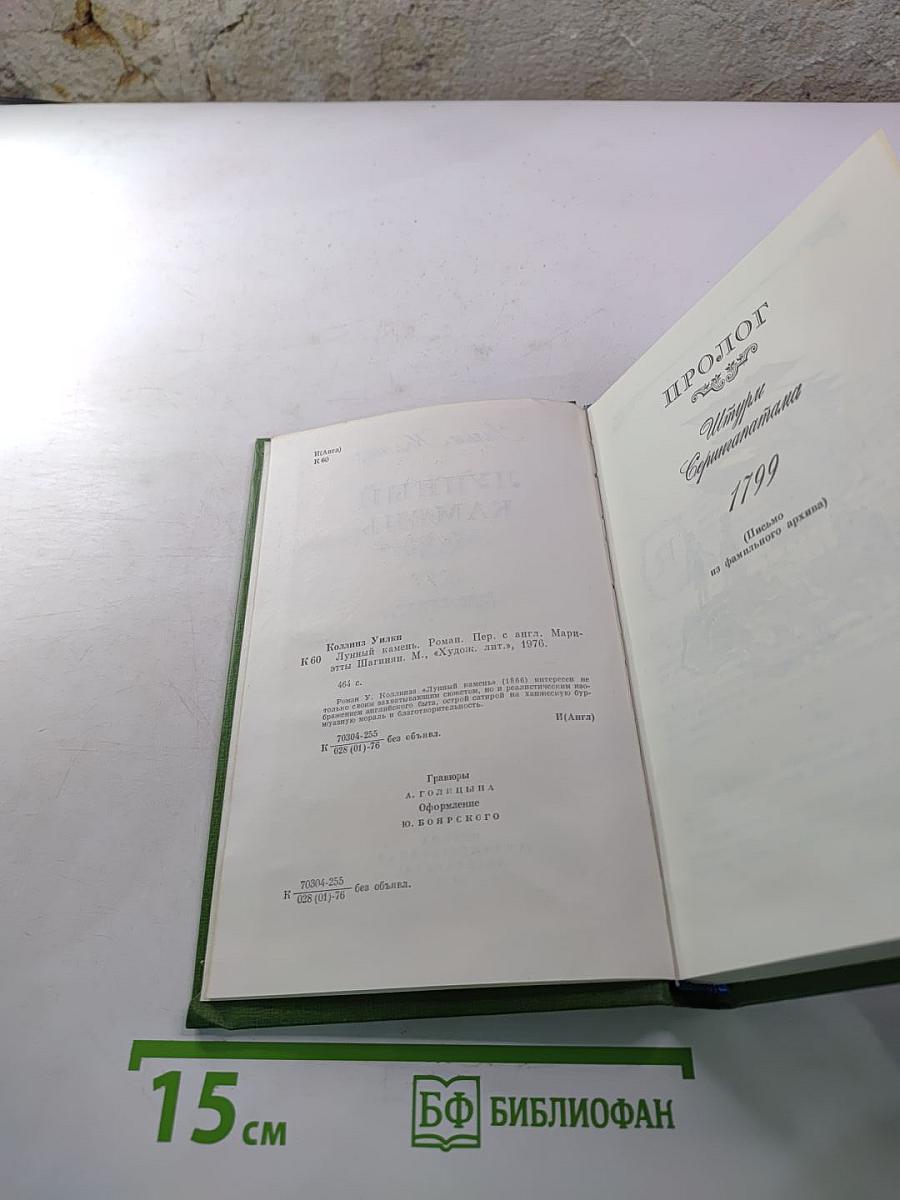 И(Англ)
К 60
Коллинз Уилки
К 60 Лунный камень. Роман. Пер. с англ. Мари-
этты Шагинян. М., «Худож. лит.», 1976.
464 с.
Роман У. Коллинза «Лунный камень» (1866) интересен не
только своим захватывающим сюжетом, но и реалистическим изо-
бражением английского быта, острой сатирой на ханжескую бур-
жуазную мораль и благотворительность.
И(Англ)
К 70304-255
028 (01)-76 без объявл.
Гравюры
А. ГОЛИЦЫНА
Оформление
Ю. БОЯРСКОГО
К 70304-255
028 (01)-76 без объявл.
ПРОЛОГ
Штурм
Серингапатама
1799
(Письмо
из фамильного архива)
15 см
БФ БИБЛИОФАН